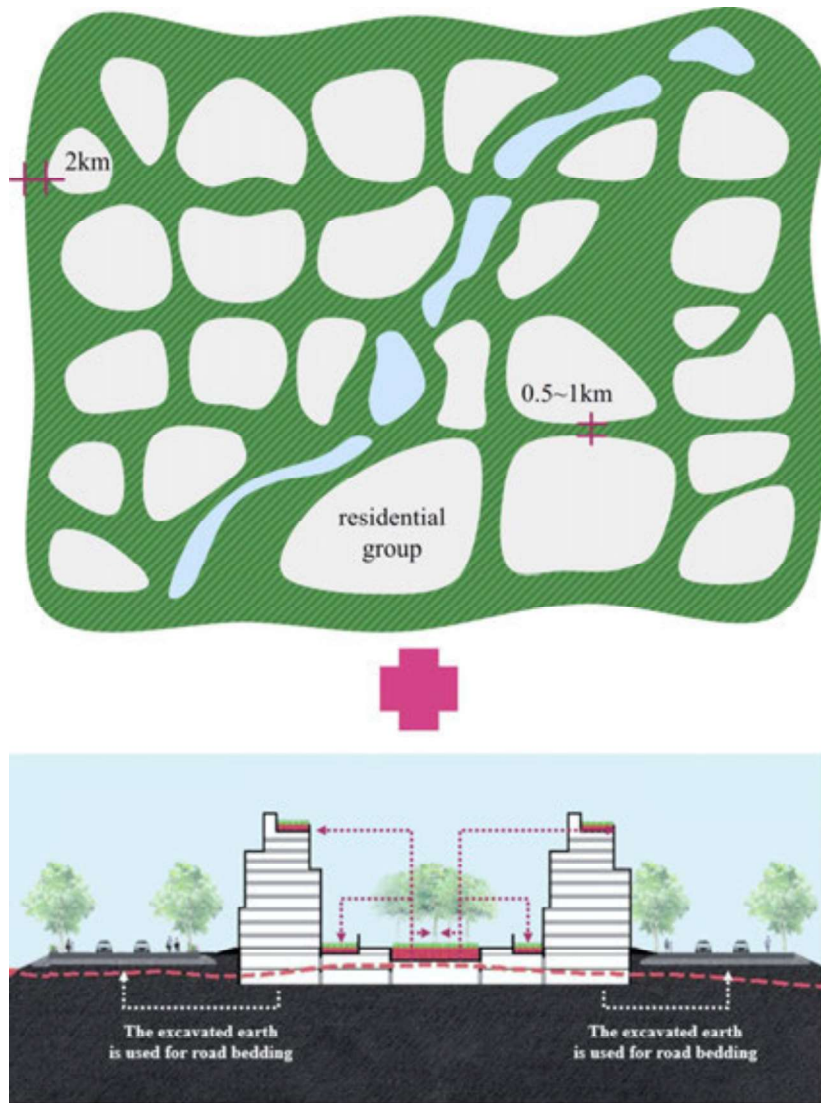 2km
0.5~1km
residential
group
The excavated earth
is used for road bedding
The excavated earth
is used for road bedding